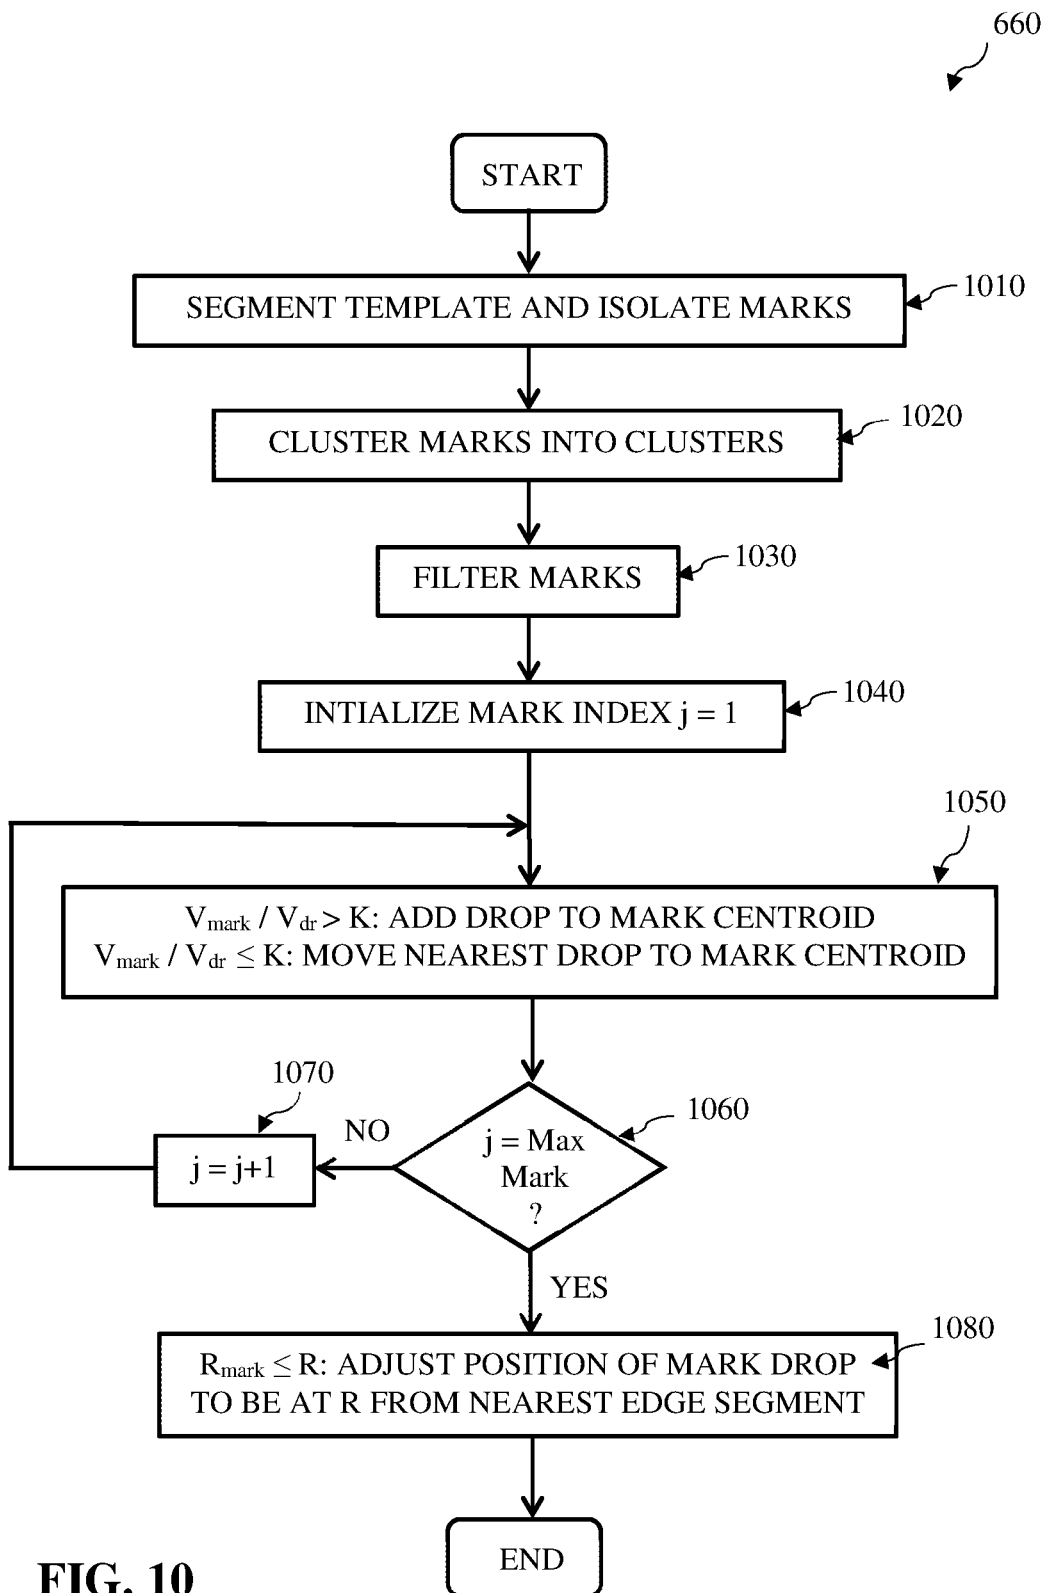 660
START
SEGMENT TEMPLATE AND ISOLATE MARKS
1010
CLUSTER MARKS INTO CLUSTERS
1020
FILTER MARKS
1030
INTIALIZE MARK INDEX j = 1
1040
1050
Vmark / Vdr > K: ADD DROP TO MARK CENTROID
Vmark / Vdr ≤ K: MOVE NEAREST DROP TO MARK CENTROID
1070
j = j+1
NO
j = Max
Mark
?
1060
YES
1080
Rmark ≤ R: ADJUST POSITION OF MARK DROP
TO BE AT R FROM NEAREST EDGE SEGMENT
END
FIG. 10